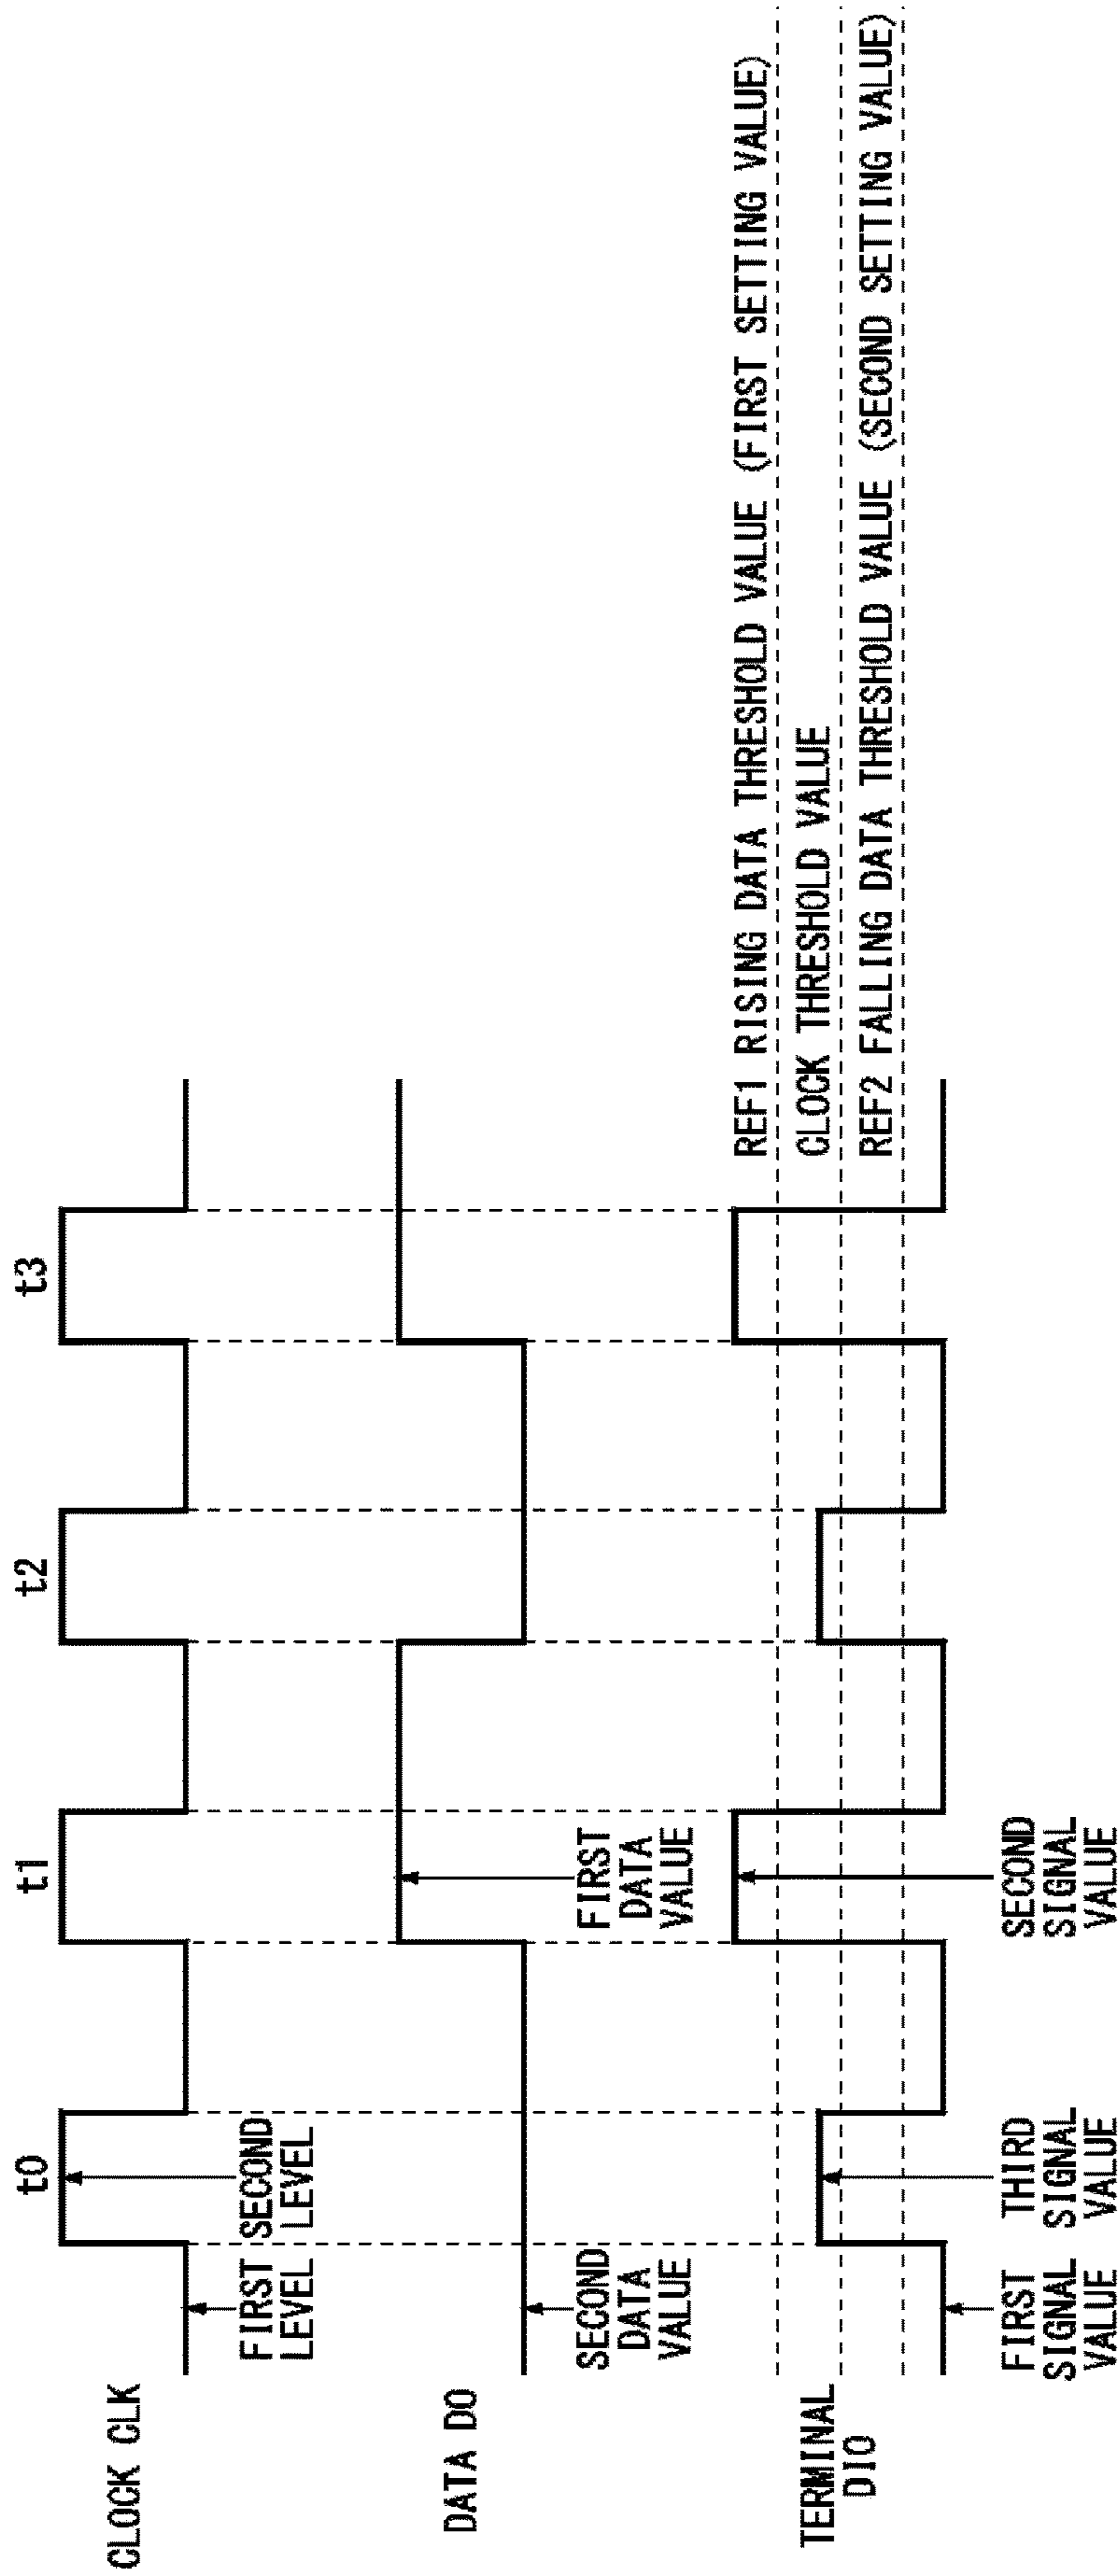 t0
t1
t2
t3
CLOCK CLK
FIRST
LEVEL
SECOND
LEVEL
DATA DO
SECOND
DATA
VALUE
FIRST
DATA
VALUE
REF1 RISING DATA THRESHOLD VALUE (FIRST SETTING VALUE)
CLOCK THRESHOLD VALUE
REF2 FALLING DATA THRESHOLD VALUE (SECOND SETTING VALUE)
TERMINAL
DIO
FIRST
SIGNAL
VALUE
THIRD
SIGNAL
VALUE
SECOND
SIGNAL
VALUE